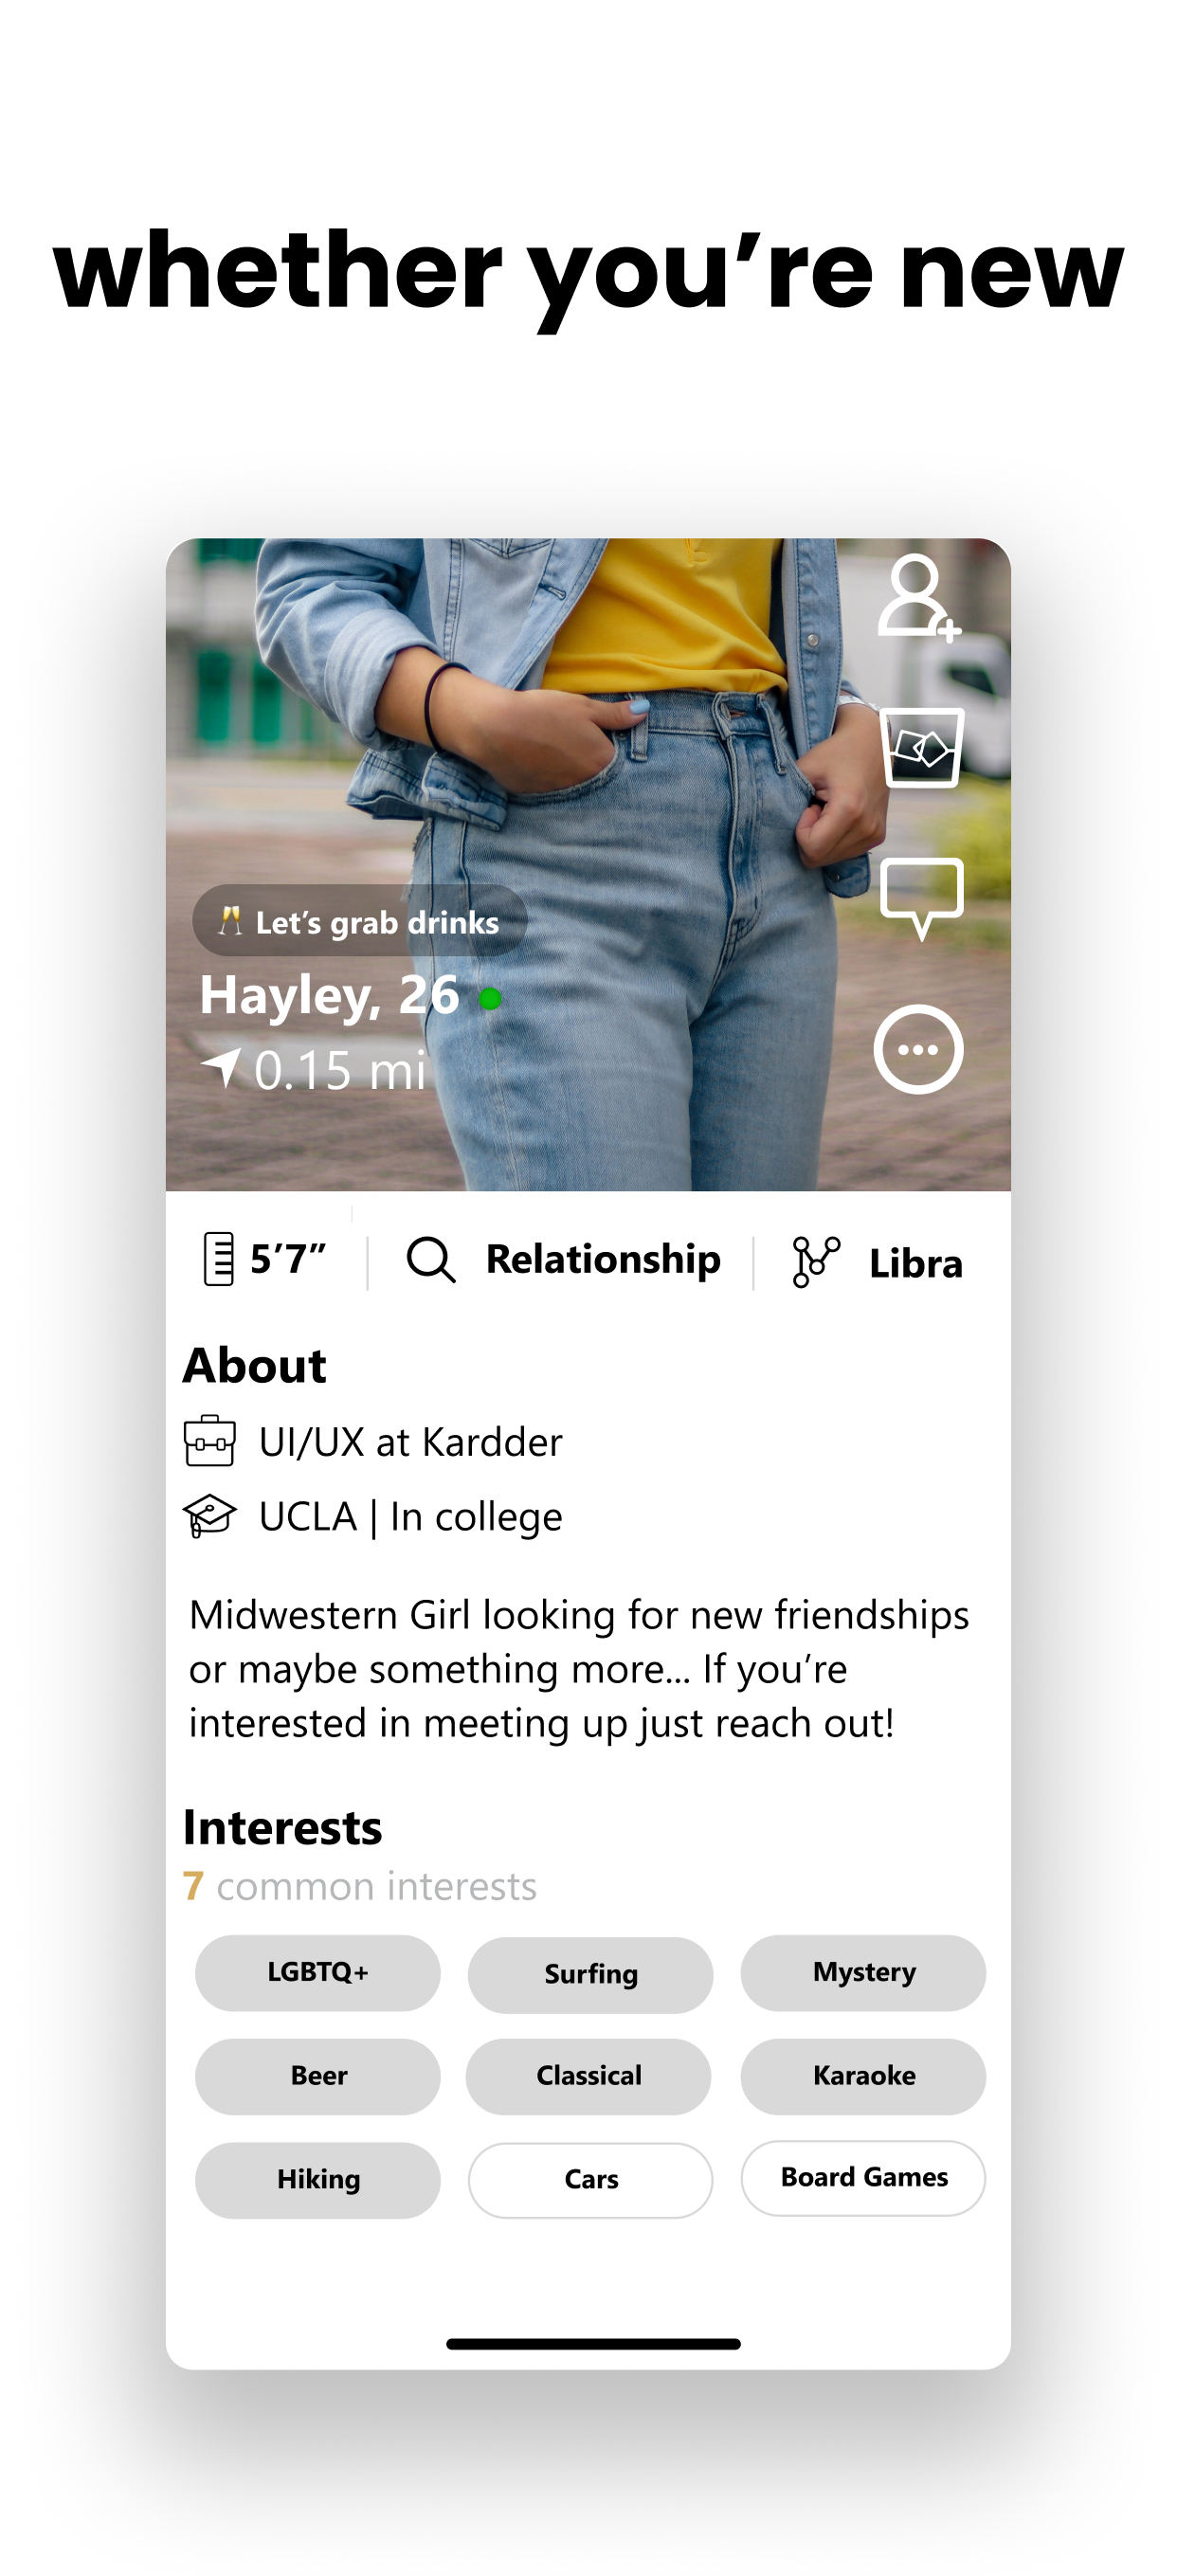 whether you’re new
🥂 Let’s grab drinks
Hayley, 26
0.15 mi
5’7”
Relationship
Libra
About
UI/UX at Kardder
UCLA | In college
Midwestern Girl looking for new friendships
or maybe something more... If you’re
interested in meeting up just reach out!
Interests
7 common interests
LGBTQ+
Surfing
Mystery
Beer
Classical
Karaoke
Hiking
Cars
Board Games